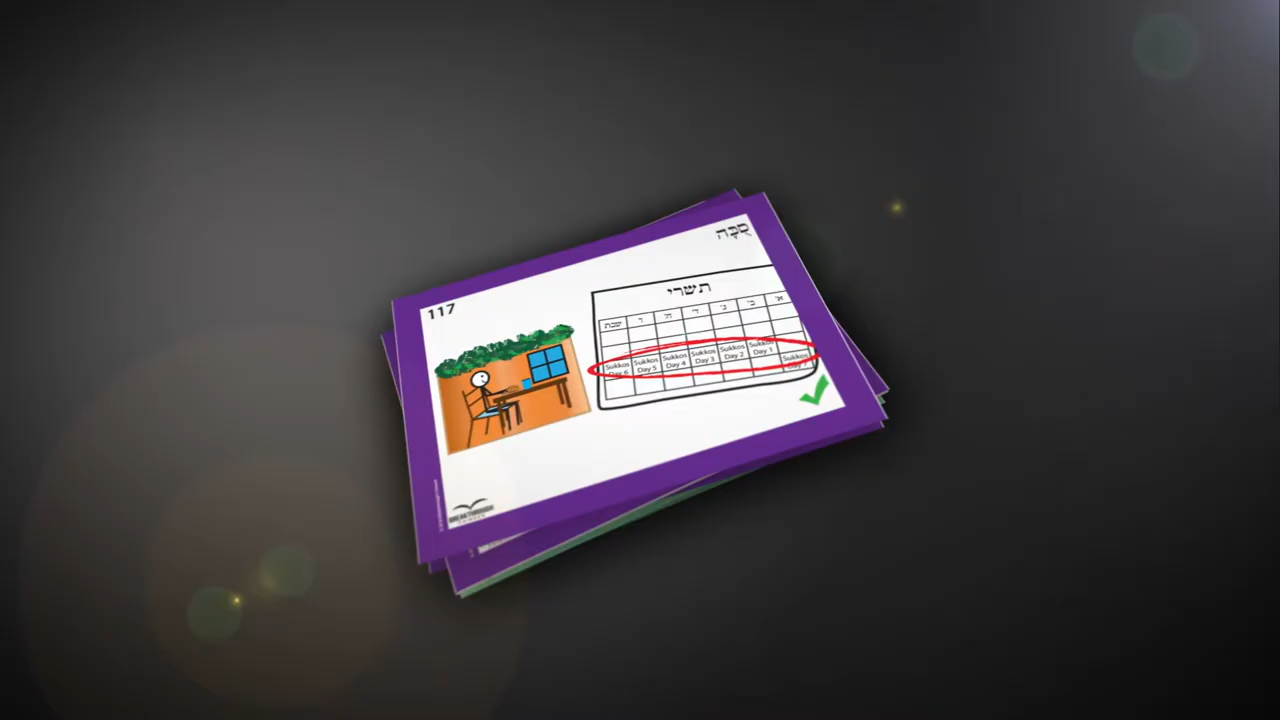 117
סֻכָּה
תשרי
א' ב' ג' ד' ה' ו' שבת
Sukkos Day 1
Sukkos Day 2
Sukkos Day 3
Sukkos Day 4
Sukkos Day 5
Sukkos Day 6
Sukkos Day 7
BREAKTHROUGH